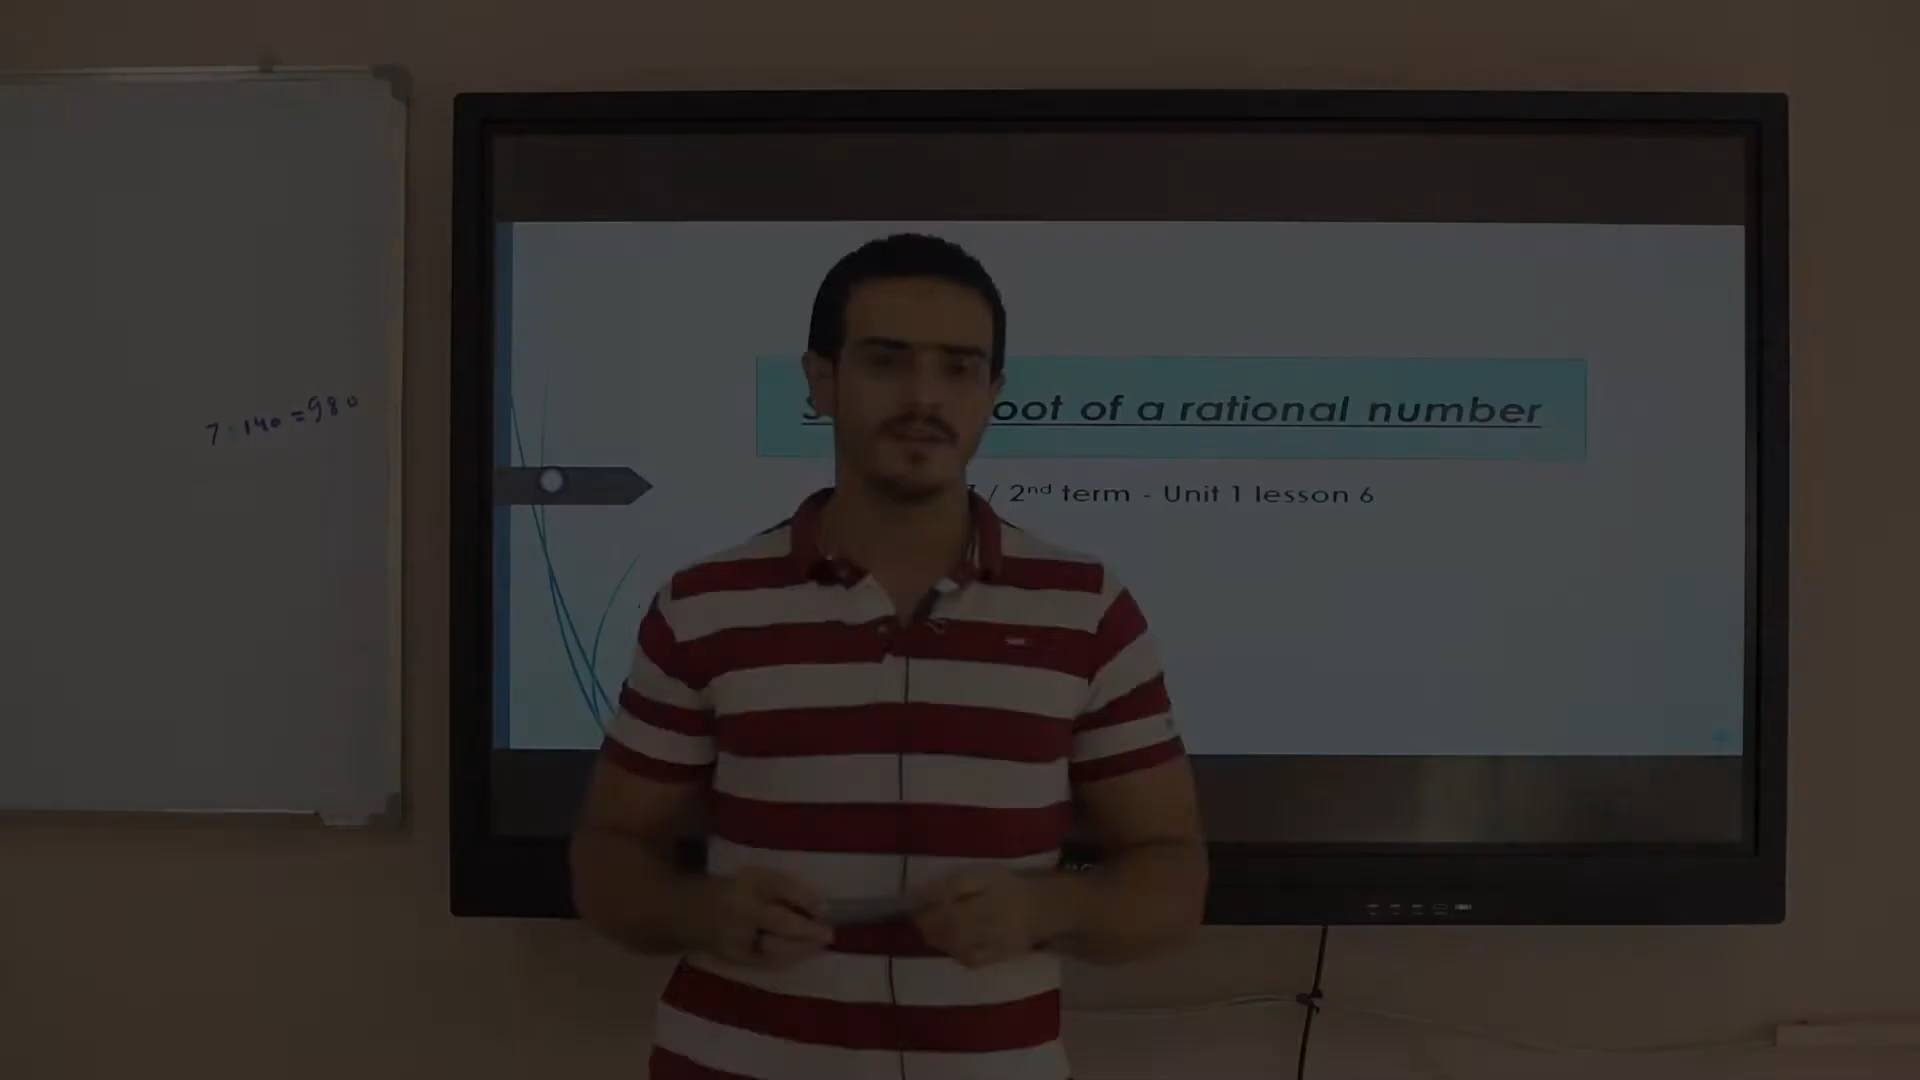 7 · 140 = 980
oot of a rational number
/ 2nd term - Unit 1 lesson 6